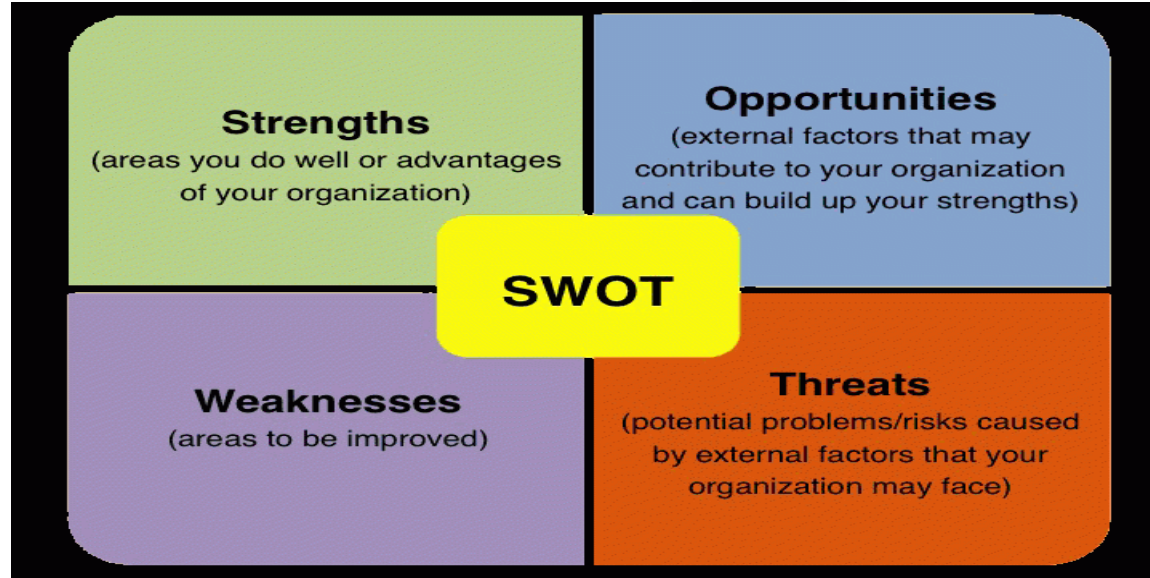 Strengths
(areas you do well or advantages
of your organization)
Opportunities
(external factors that may
contribute to your organization
and can build up your strengths)
SWOT
Weaknesses
(areas to be improved)
Threats
(potential problems/risks caused
by external factors that your
organization may face)